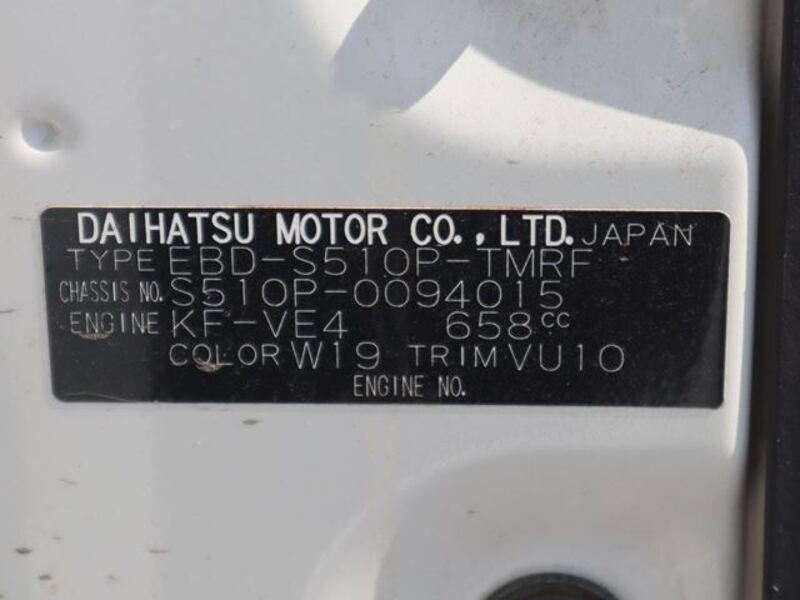 DAIHATSU MOTOR CO., LTD. JAPAN
TYPE EBD-S510P-TMRF
CHASSIS NO. S510P-0094015
ENGINE KF-VE4 658cc
COLOR W19 TRIM VU10
ENGINE NO.